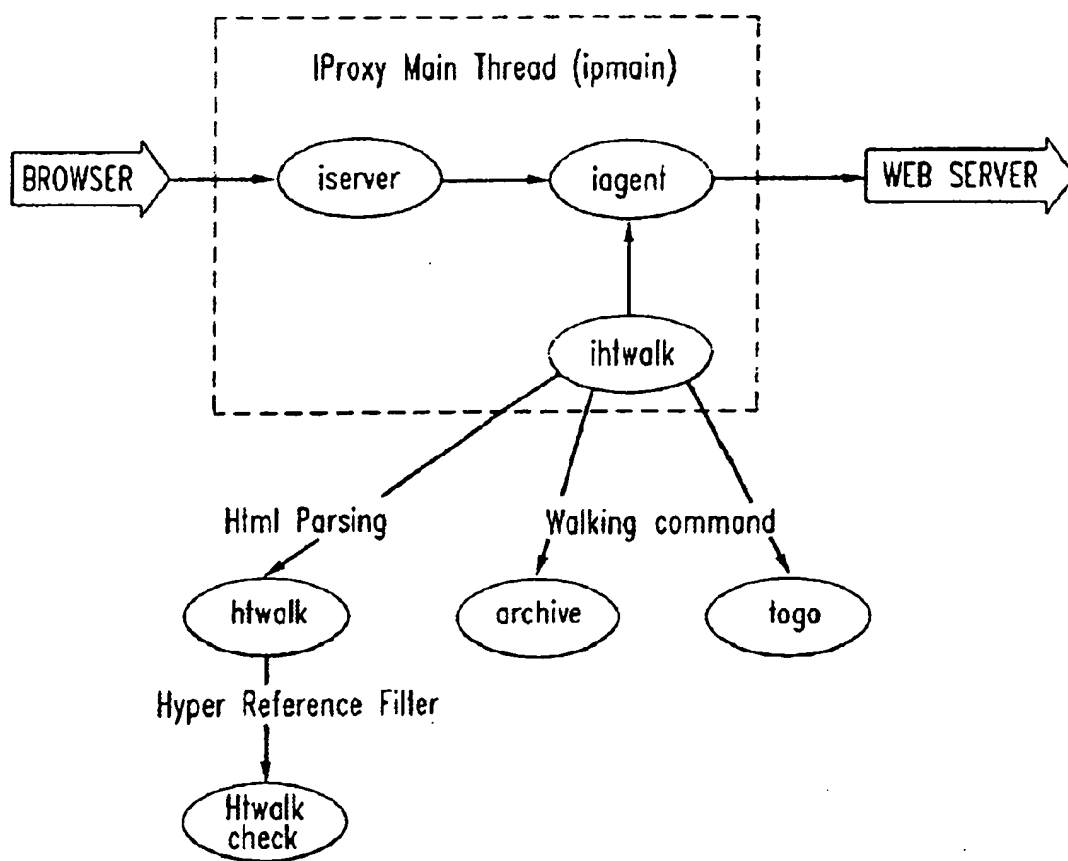 IProxy Main Thread (ipmain)
BROWSER
iserver
iagent
WEB SERVER
ihtwalk
Html Parsing
Walking command
htwalk
archive
togo
Hyper Reference Filter
Htwalk
check